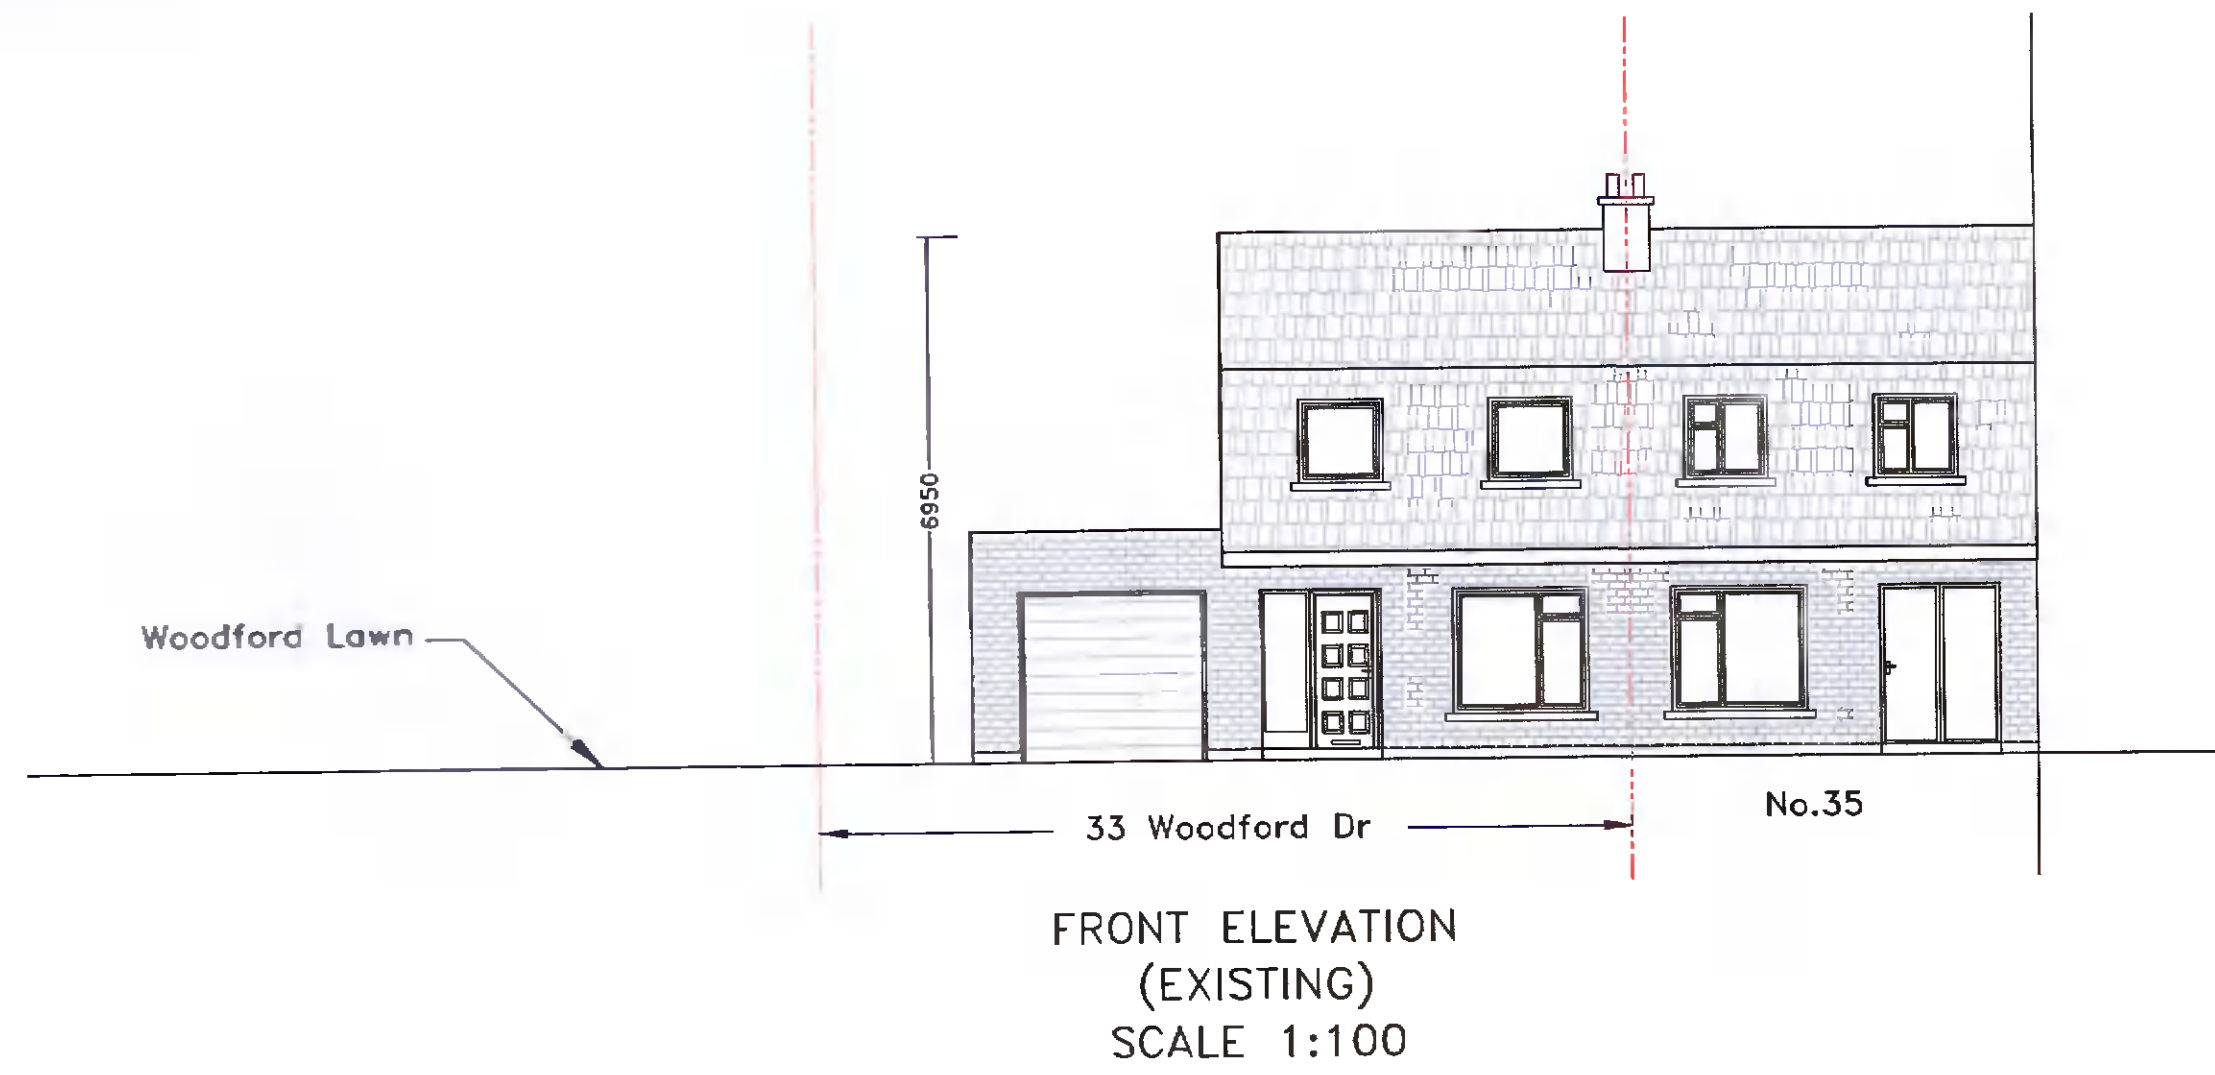 6950
Woodford Lawn
No.35
33 Woodford Dr
FRONT ELEVATION
(EXISTING)
SCALE 1:100